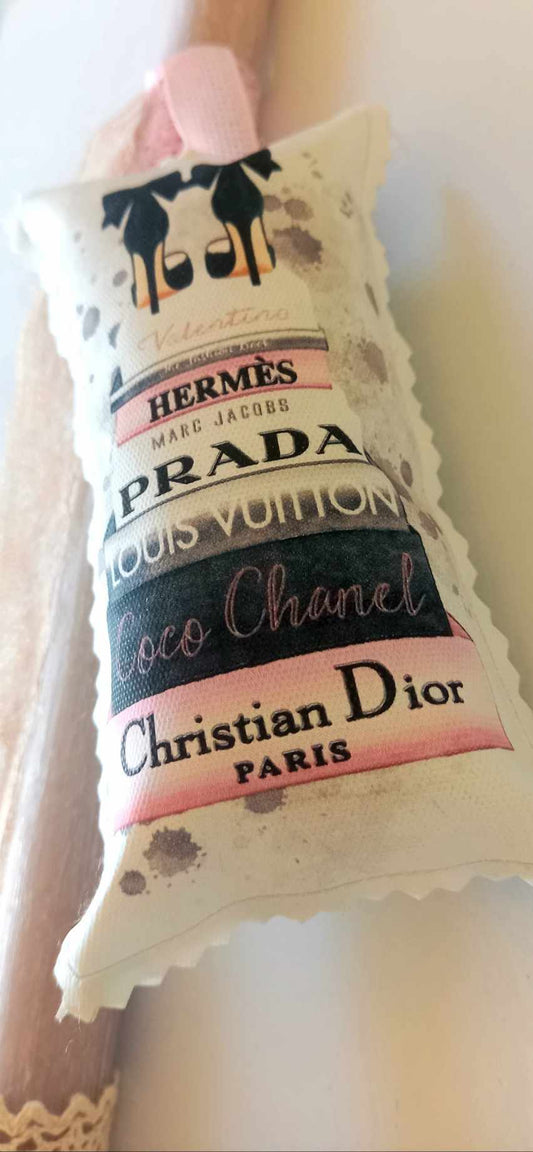 Valentino
HERMÈS
MARC JACOBS
PRADA
LOUIS VUITTON
Coco Chanel
Christian Dior
PARIS